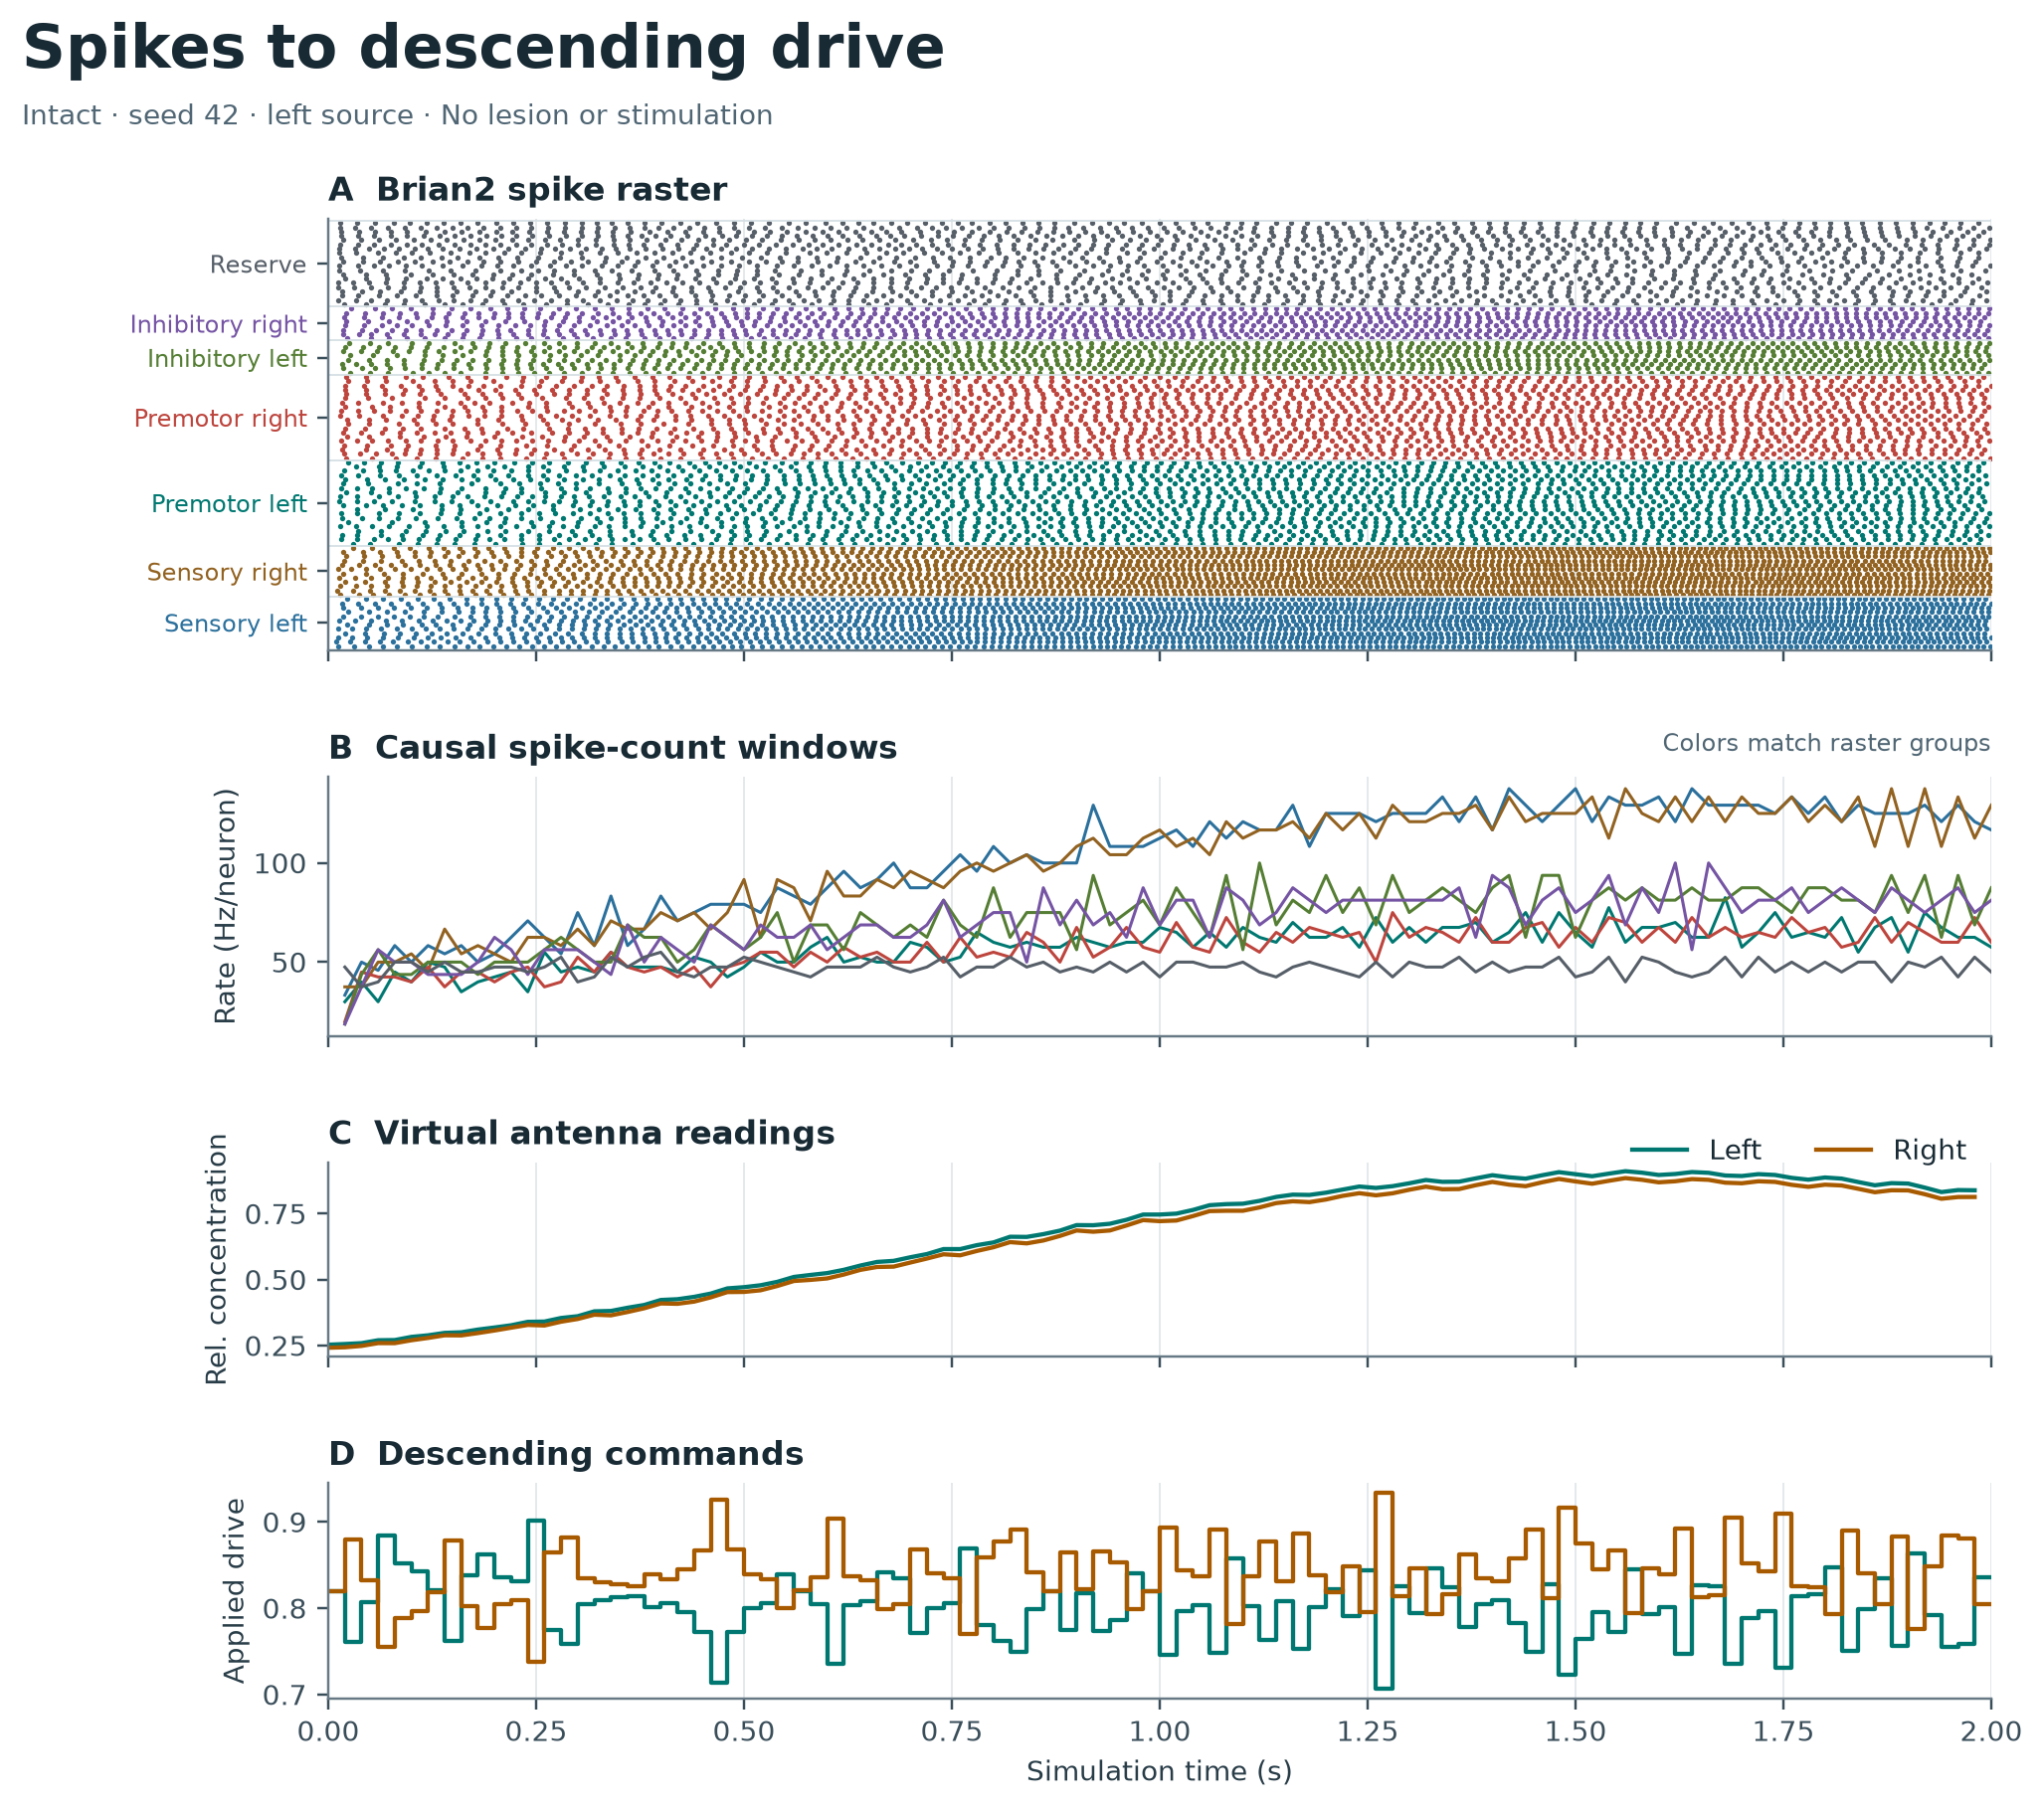 Spikes to descending drive
Intact · seed 42 · left source · No lesion or stimulation
A Brian2 spike raster
Reserve
Inhibitory right
Inhibitory left
Premotor right
Premotor left
Sensory right
Sensory left
B Causal spike-count windows
Colors match raster groups
Rate (Hz/neuron)
100
50
C Virtual antenna readings
Left
Right
Rel. concentration
0.75
0.50
0.25
D Descending commands
Applied drive
0.9
0.8
0.7
0.00 0.25 0.50 0.75 1.00 1.25 1.50 1.75 2.00
Simulation time (s)